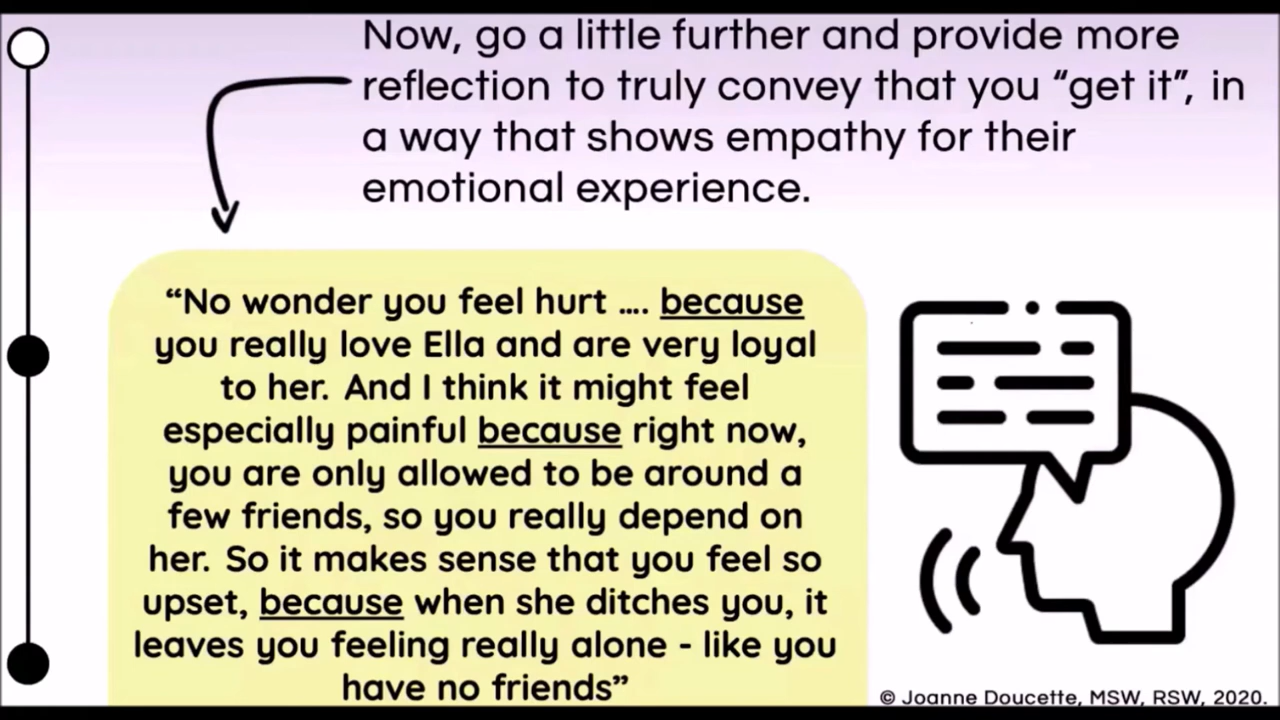 Now, go a little further and provide more
reflection to truly convey that you “get it”, in
a way that shows empathy for their
emotional experience.
“No wonder you feel hurt .... because
you really love Ella and are very loyal
to her. And I think it might feel
especially painful because right now,
you are only allowed to be around a
few friends, so you really depend on
her. So it makes sense that you feel so
upset, because when she ditches you, it
leaves you feeling really alone - like you
have no friends”
© Joanne Doucette, MSW, RSW, 2020.